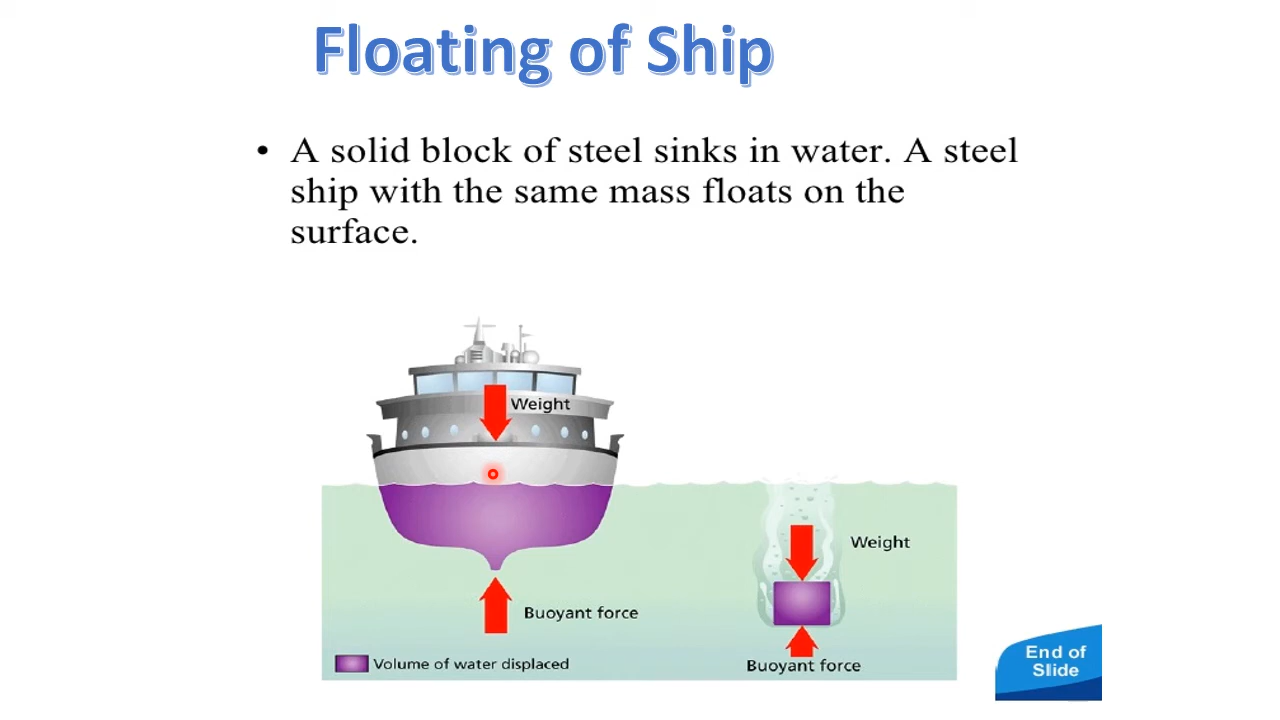 Floating of Ship
• A solid block of steel sinks in water. A steel
ship with the same mass floats on the
surface.
Weight
Weight
Buoyant force
Volume of water displaced
Buoyant force
End of
Slide